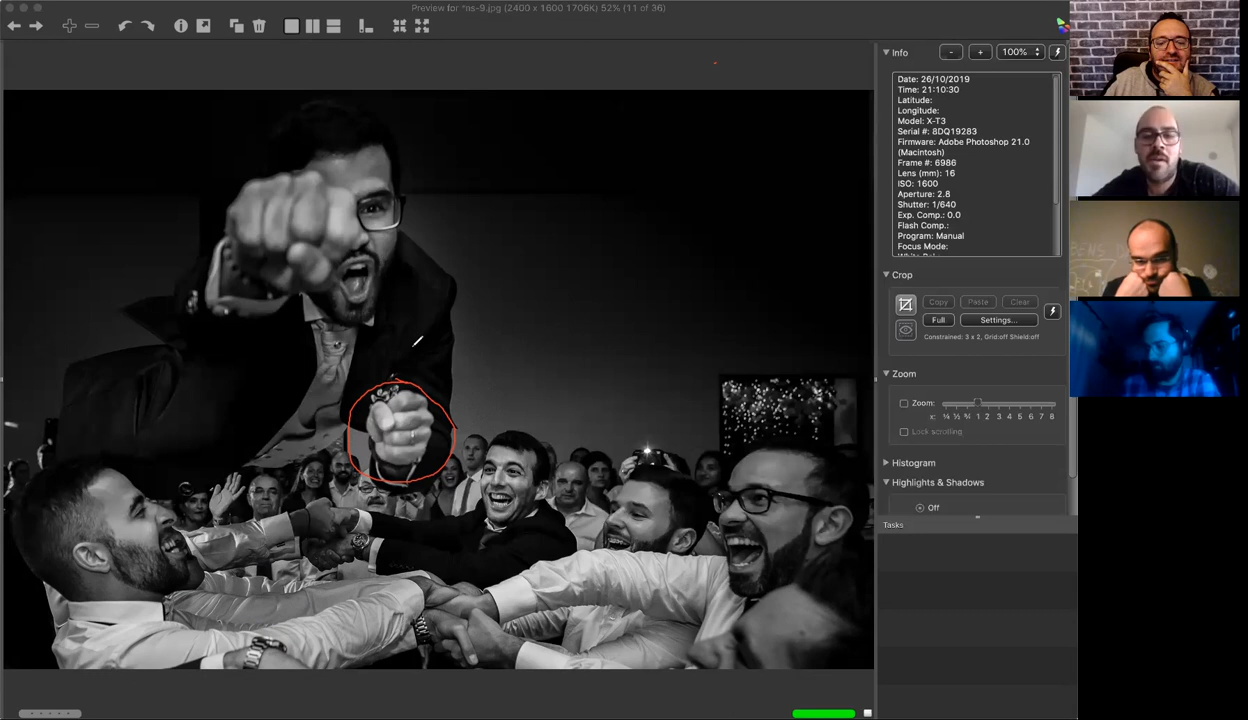 Preview for *ns-9.jpg (2400 x 1600 1706K) 52% (11 of 36)
Info
- + 100%
Date: 26/10/2019
Time: 21:10:30
Latitude:
Longitude:
Model: X-T3
Serial #: 8DQ19283
Firmware: Adobe Photoshop 21.0
(Macintosh)
Frame #: 6986
Lens (mm): 16
ISO: 1600
Aperture: 2.8
Shutter: 1/640
Exp. Comp.: 0.0
Flash Comp.:
Program: Manual
Focus Mode:
Crop
Copy Paste Clear
Full Settings...
Constrained: 3 x 2, Grid:off Shield:off
Zoom
Zoom:
x: ¼ ½ ¾ 1 2 3 4 5 6 7 8
Lock scrolling
Histogram
Highlights & Shadows
Off
Tasks